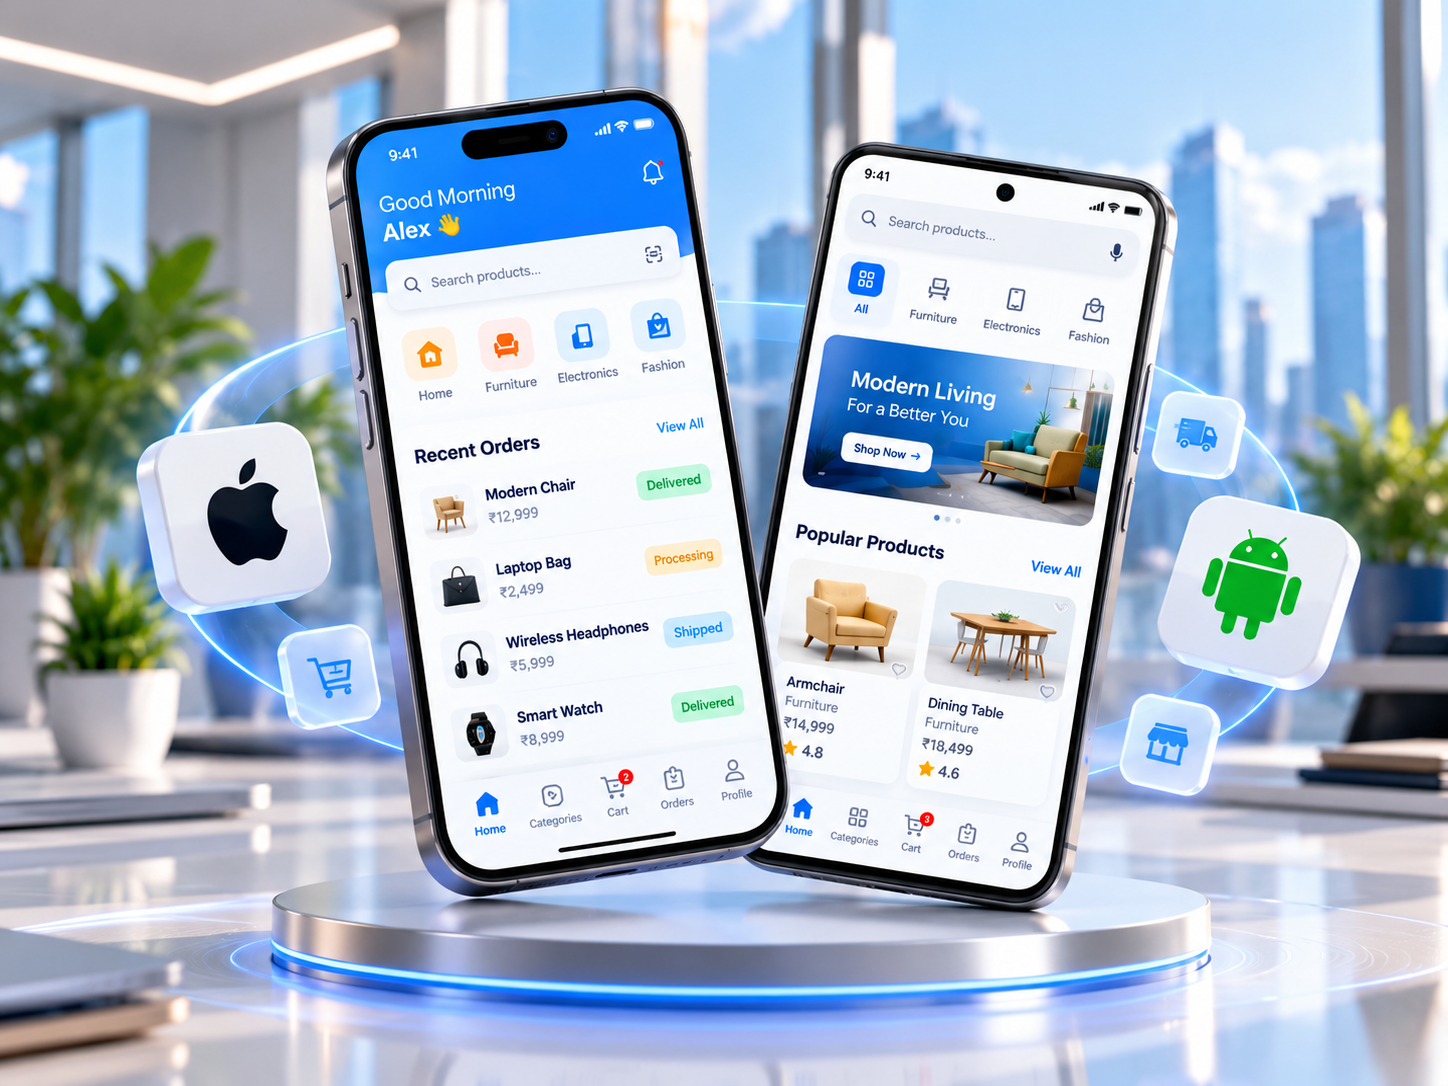 9:41
Good Morning
Alex 👋
Search products...
Home
Furniture
Electronics
Fashion
Recent Orders
View All
Modern Chair
₹12,999
Delivered
Laptop Bag
₹2,499
Processing
Wireless Headphones
₹5,999
Shipped
Smart Watch
₹8,999
Delivered
Home
Categories
2
Cart
Orders
Profile
9:41
Search products...
All
Furniture
Electronics
Fashion
Modern Living
For a Better You
Shop Now →
Popular Products
View All
Armchair
Furniture
₹14,999
4.8
Dining Table
Furniture
₹18,499
4.6
Home
Categories
3
Cart
Orders
Profile